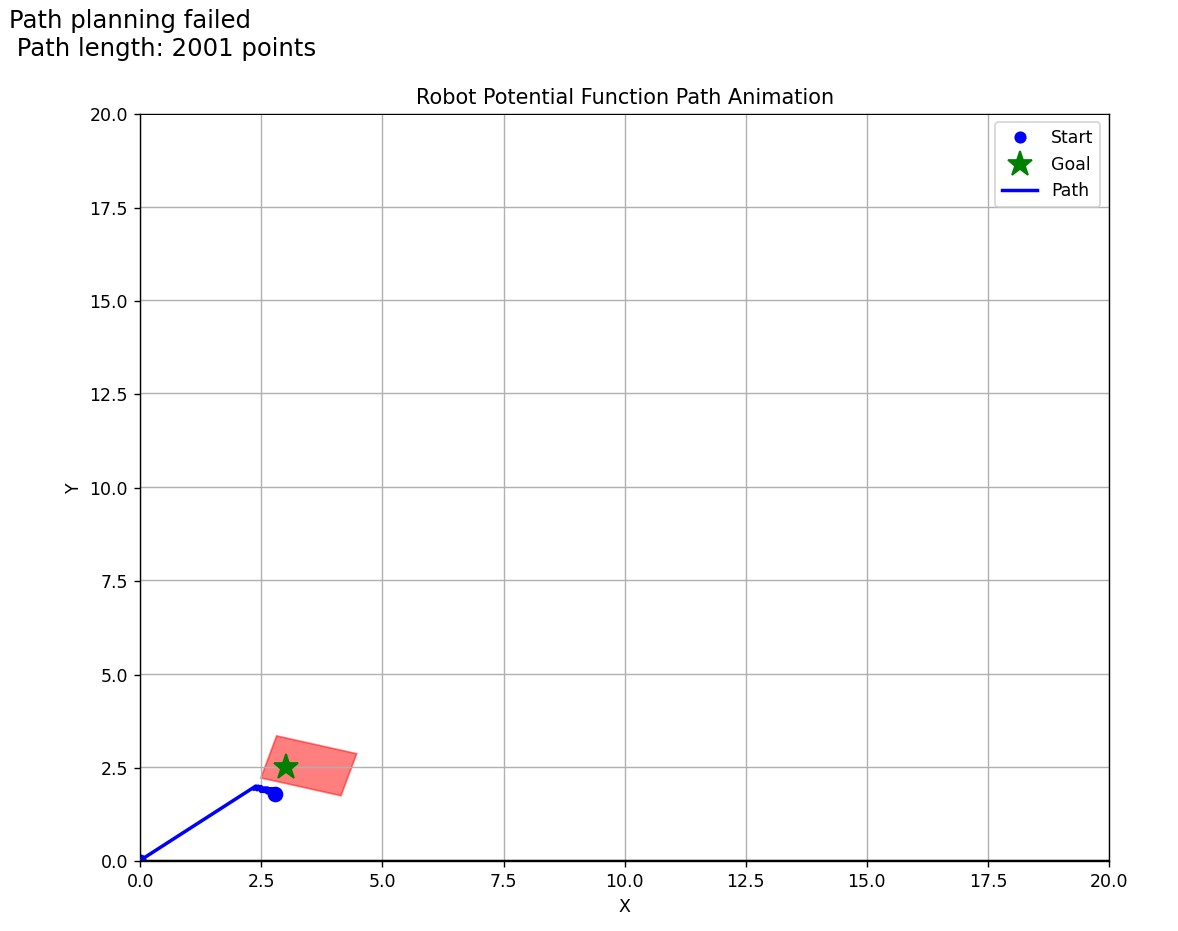 Path planning failed
Path length: 2001 points
Robot Potential Function Path Animation
20.0
17.5
15.0
12.5
10.0
7.5
5.0
2.5
0.0
Y
Start
Goal
Path
0.0 2.5 5.0 7.5 10.0 12.5 15.0 17.5 20.0
X